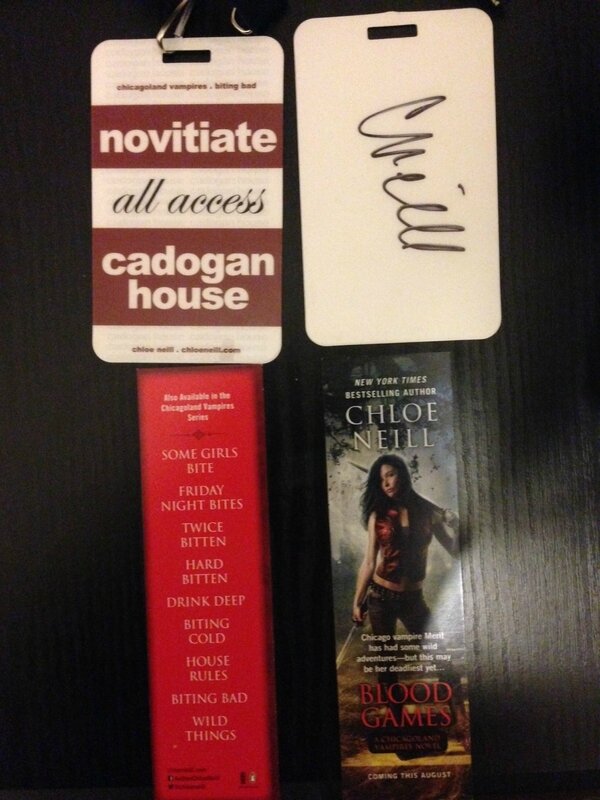 chicagoland vampires . biting bad
novitiate
all access
cadogan
house
chloe neill . chloeneill.com
CNeill
Also Available in the
Chicagoland Vampires
Series
SOME GIRLS
BITE
FRIDAY
NIGHT BITES
TWICE
BITTEN
HARD
BITTEN
DRINK DEEP
BITING
COLD
HOUSE
RULES
BITING BAD
WILD
THINGS
NEW YORK TIMES
BESTSELLING AUTHOR
CHLOE
NEILL
Chicago vampire Merit
has had some wild
adventures—but this may
be her deadliest yet…
BLOOD
GAMES
A CHICAGOLAND
VAMPIRES NOVEL
COMING THIS AUGUST